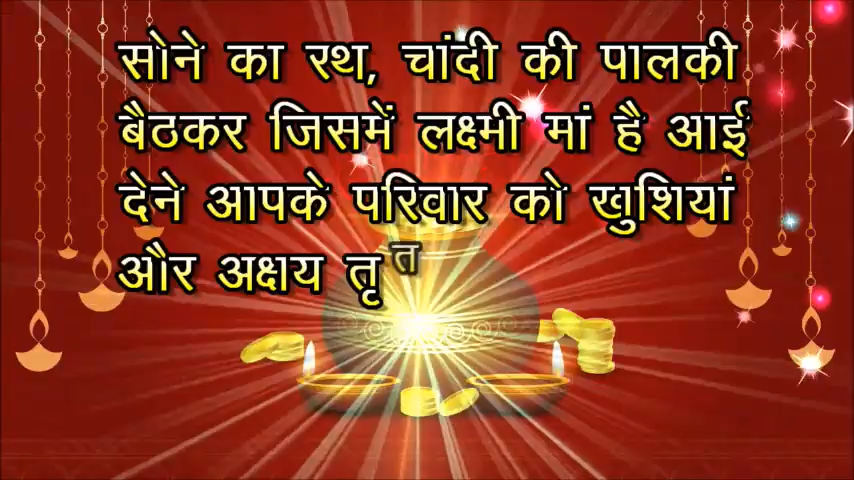 सोने का रथ, चांदी की पालकी
बैठकर जिसमें लक्ष्मी मां है आई
देने आपके परिवार को खुशियां
और अक्षय तृत